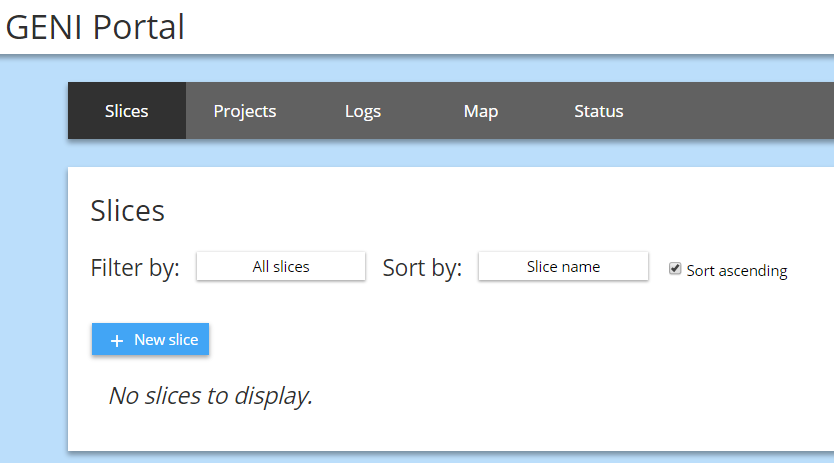 GENI Portal
Slices Projects Logs Map Status
Slices
Filter by: All slices Sort by: Slice name Sort ascending
+ New slice
No slices to display.